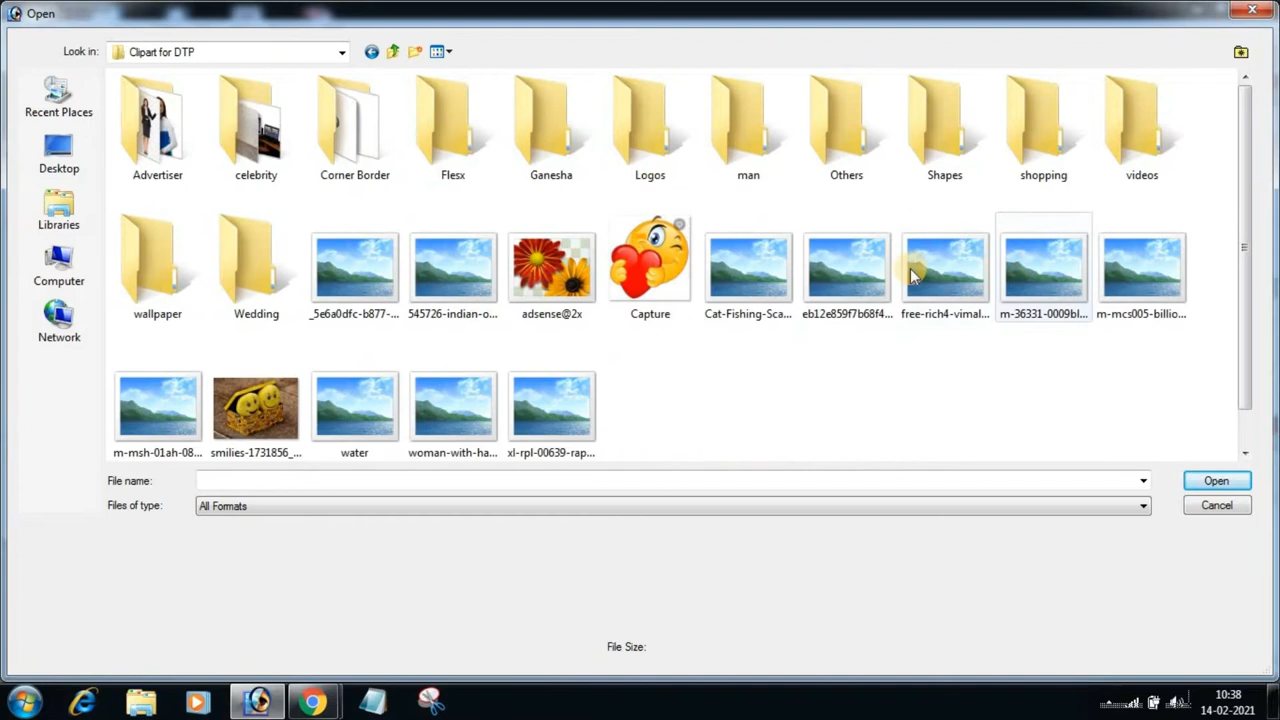 Open
Look in: Clipart for DTP
Recent Places
Desktop
Libraries
Computer
Network
Advertiser celebrity Corner Border Flesx Ganesha Logos man Others Shapes shopping videos
wallpaper Wedding _5e6a0dfc-b877-... 545726-indian-o... adsense@2x Capture Cat-Fishing-Sca... eb12e859f7b68f4... free-rich4-vimal... m-36331-0009bl... m-mcs005-billio...
m-msh-01ah-08... smilies-1731856_... water woman-with-ha... xl-rpl-00639-rap...
File name: Open
Files of type: All Formats Cancel
File Size:
10:38
14-02-2021